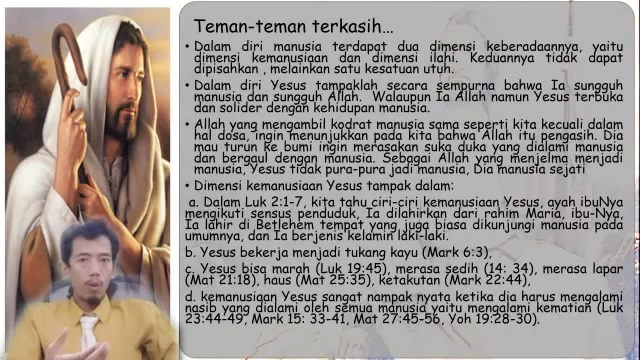 Teman-teman terkasih…
• Dalam diri manusia terdapat dua dimensi keberadaannya, yaitu
dimensi kemanusiaan dan dimensi ilahi. Keduannya tidak dapat
dipisahkan , melainkan satu kesatuan utuh.
• Dalam diri Yesus tampaklah secara sempurna bahwa Ia sungguh
manusia dan sungguh Allah. Walaupun Ia Allah namun Yesus terbuka
dan solider dengan kehidupan manusia.
• Allah yang mengambil kodrat manusia sama seperti kita kecuali dalam
hal dosa, ingin menunjukkan pada kita bahwa Allah itu pengasih. Dia
mau turun ke bumi ingin merasakan suka duka yang dialami manusia
dan bergaul dengan manusia. Sebagai Allah yang menjelma menjadi
manusia, Yesus tidak pura-pura jadi manusia, Dia manusia sejati
• Dimensi kemanusiaan Yesus tampak dalam:
a. Dalam Luk 2:1-7, kita tahu ciri-ciri kemanusiaan Yesus, ayah ibuNya
mengikuti sensus penduduk, Ia dilahirkan dari rahim Maria, ibu-Nya,
Ia lahir di Betlehem tempat yang juga biasa dikunjungi manusia pada
umumnya, dan Ia berjenis kelamin laki-laki.
b. Yesus bekerja menjadi tukang kayu (Mark 6:3),
c. Yesus bisa marah (Luk 19:45), merasa sedih (14: 34), merasa lapar
(Mat 21:18), haus (Mat 25:35), ketakutan (Mark 22:44),
d. kemanusiaan Yesus sangat nampak nyata ketika dia harus mengalami
nasib yang dialami oleh semua manusia yaitu mengalami kematian (Luk
23:44-49, Mark 15: 33-41, Mat 27:45-56, Yoh 19:28-30).